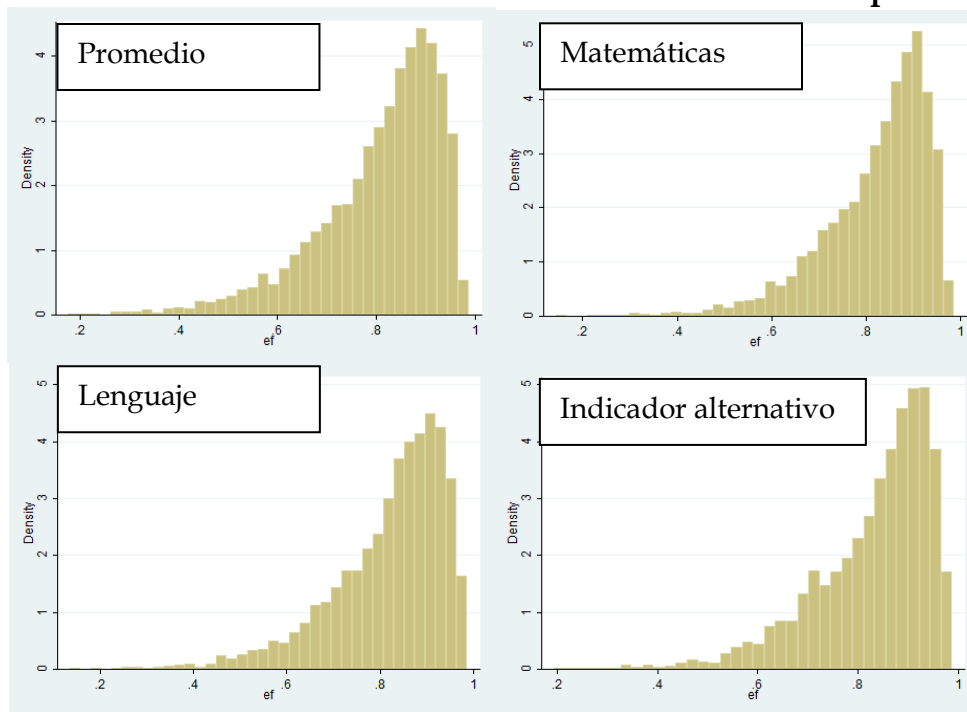 Promedio
Density
0 1 2 3 4
.2 .4 .6 .8 1
ef
Matemáticas
Density
0 1 2 3 4 5
.2 .4 .6 .8 1
ef
Lenguaje
Density
0 1 2 3 4 5
.2 .4 .6 .8 1
ef
Indicador alternativo
Density
0 1 2 3 4 5
.2 .4 .6 .8 1
ef